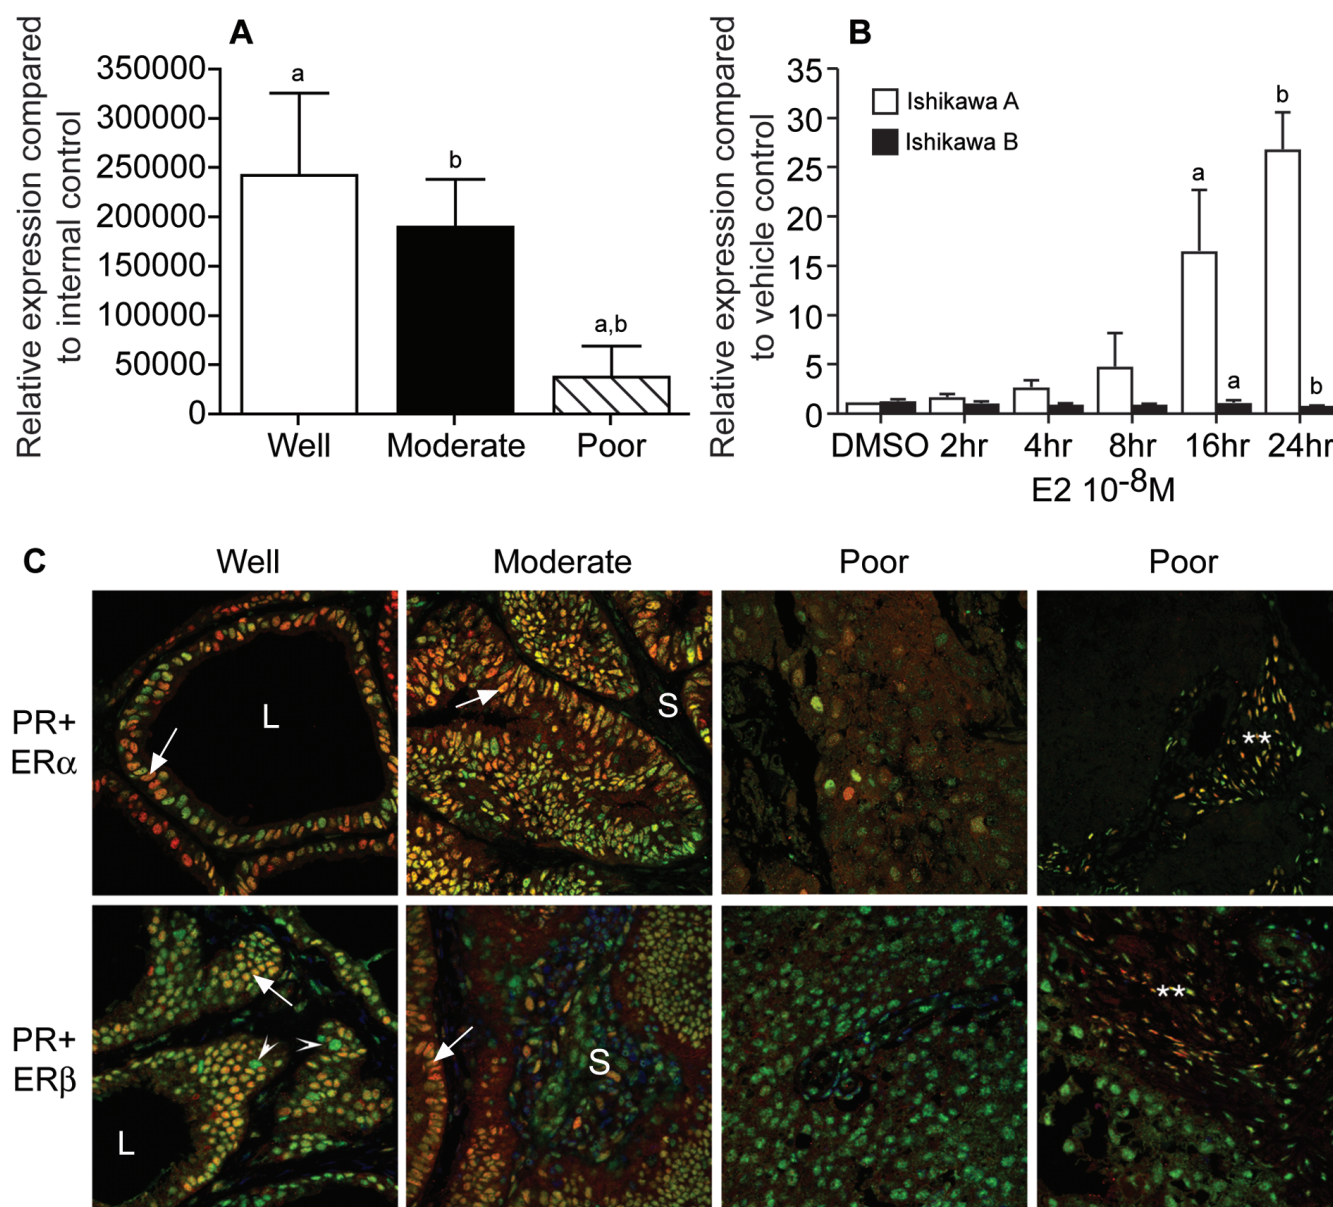 A
Relative expression compared
to internal control
350000
300000
250000
200000
150000
100000
50000
0
a
b
a,b
Well
Moderate
Poor
B
Relative expression compared
to vehicle control
35
30
25
20
15
10
5
0
Ishikawa A
Ishikawa B
a
a
b
b
DMSO 2hr 4hr 8hr 16hr 24hr
E2 10-8M
C
Well
Moderate
Poor
Poor
PR+
ERα
L
S
**
PR+
ERβ
L
S
**